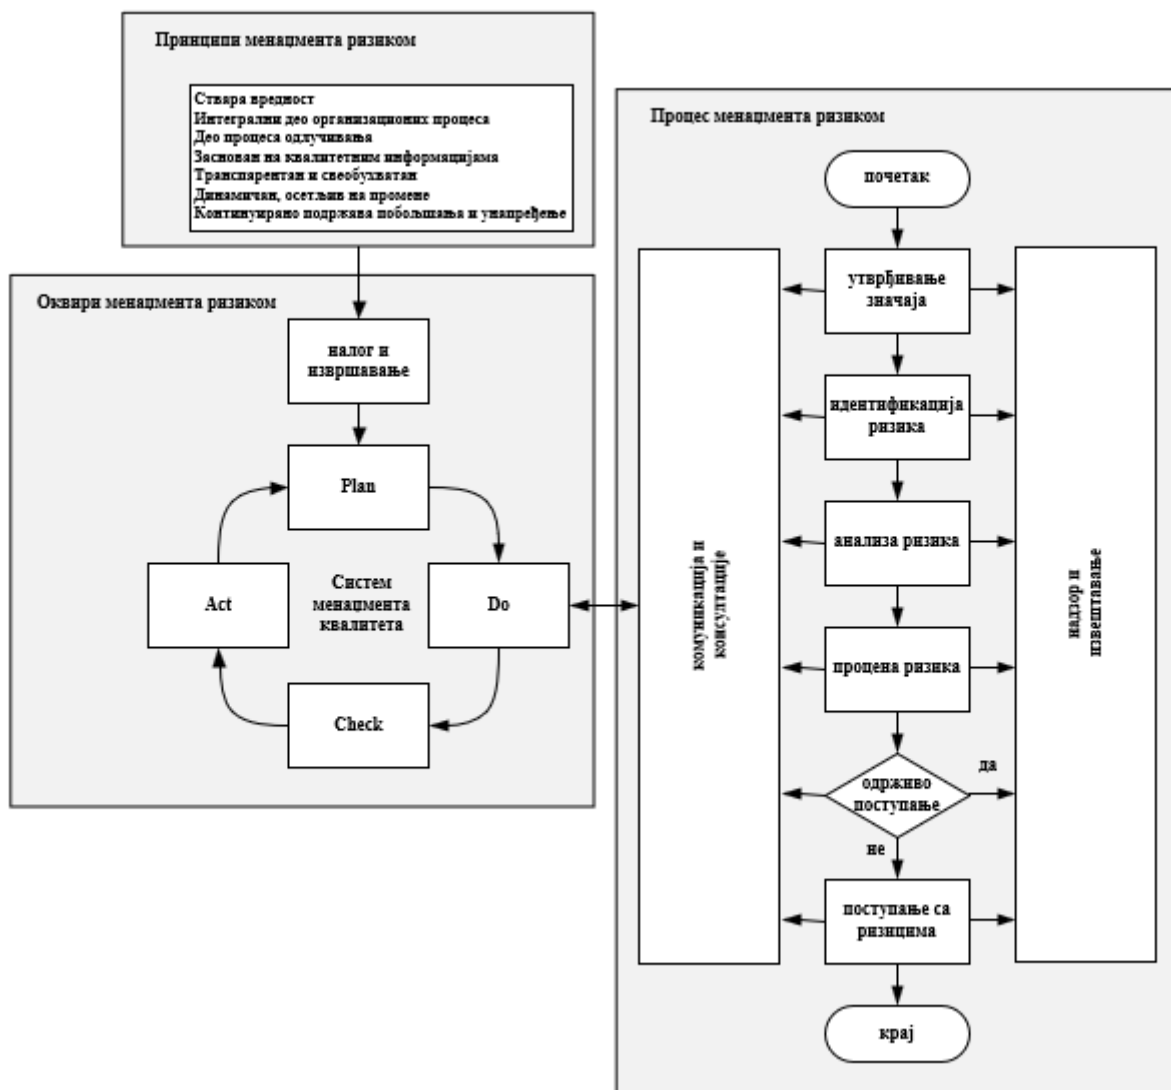 Принципи менаџмента ризиком
Ствара вредност
Интегрални део организационих процеса
Део процеса одлучивања
Заснован на квалитетним информацијама
Транспарентан и свеобухватан
Динамичан, осетљив на промене
Континуирано подржава побољшања и унапређење
Оквири менаџмента ризиком
налог и
извршавање
Plan
Act
Систем
менаџмента
квалитета
Do
Check
Процес менаџмента ризиком
почетак
утврђивање
значаја
идентификација
ризика
анализа ризика
комуникација и
консултације
надзор и
извештавање
процена ризика
одрживо
поступање
да
не
поступање са
ризицима
крај